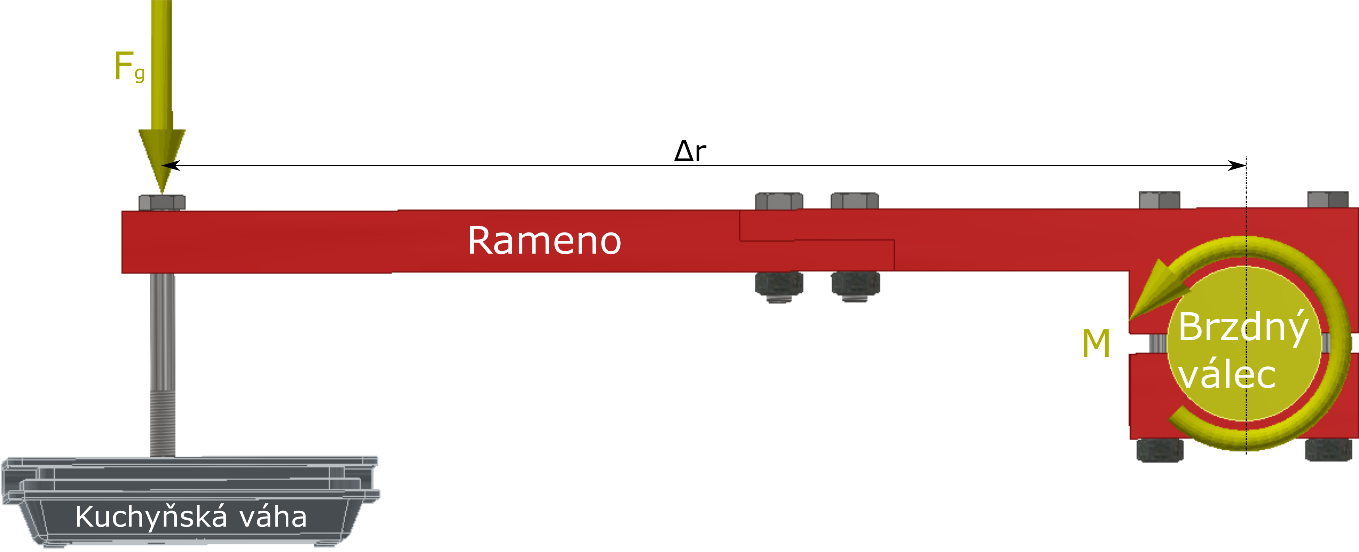 Fg
Δr
Rameno
M
Brzdný
válec
Kuchyňská váha